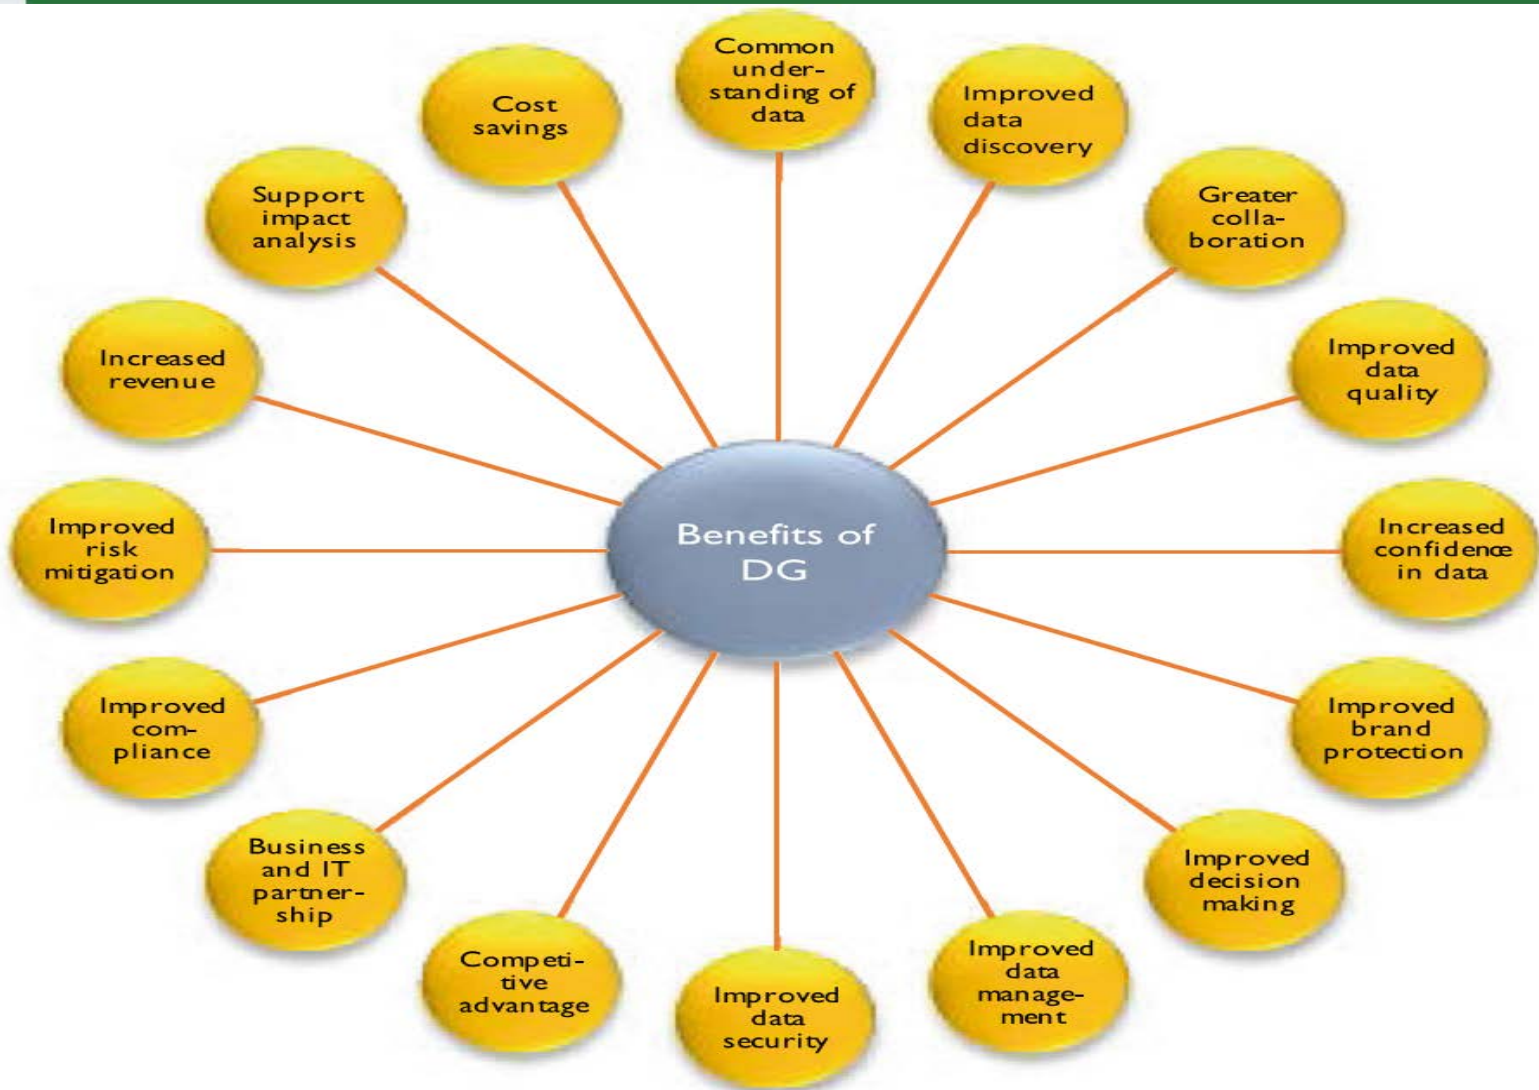 Common
under-
standing of
data
Improved
data
discovery
Greater
colla-
boration
Improved
data
quality
Increased
confidence
in data
Improved
brand
protection
Improved
decision
making
Improved
data
manage-
ment
Improved
data
security
Competi-
tive
advantage
Business
and IT
partner-
ship
Improved
com-
pliance
Improved
risk
mitigation
Increased
revenue
Support
impact
analysis
Cost
savings
Benefits of
DG